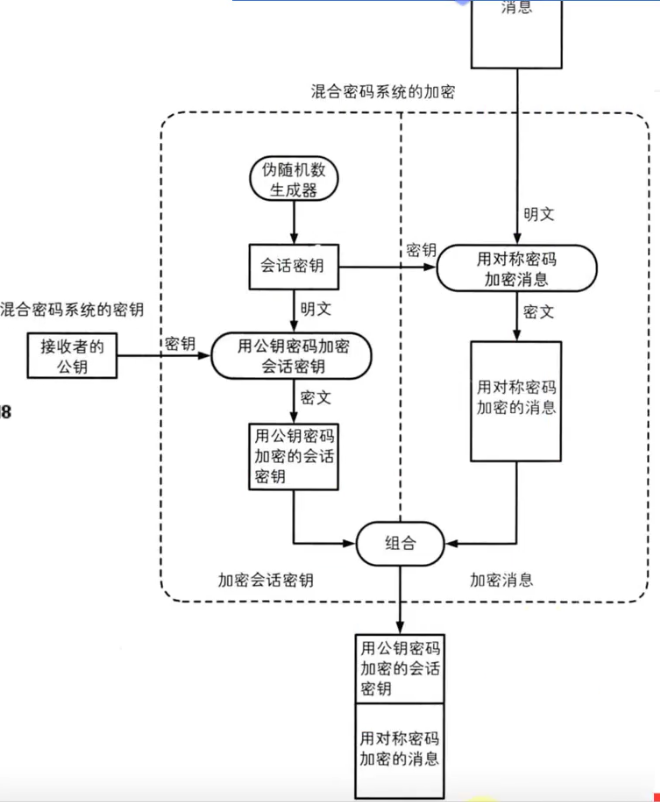 消息
混合密码系统的加密
伪随机数
生成器
明文
会话密钥
密钥
用对称密码
加密消息
混合密码系统的密钥
明文
密文
接收者的
公钥
密钥
用公钥密码加密
会话密钥
用对称密码
加密的消息
密文
用公钥密码
加密的会话
密钥
组合
加密会话密钥
加密消息
用公钥密码
加密的会话
密钥
用对称密码
加密的消息